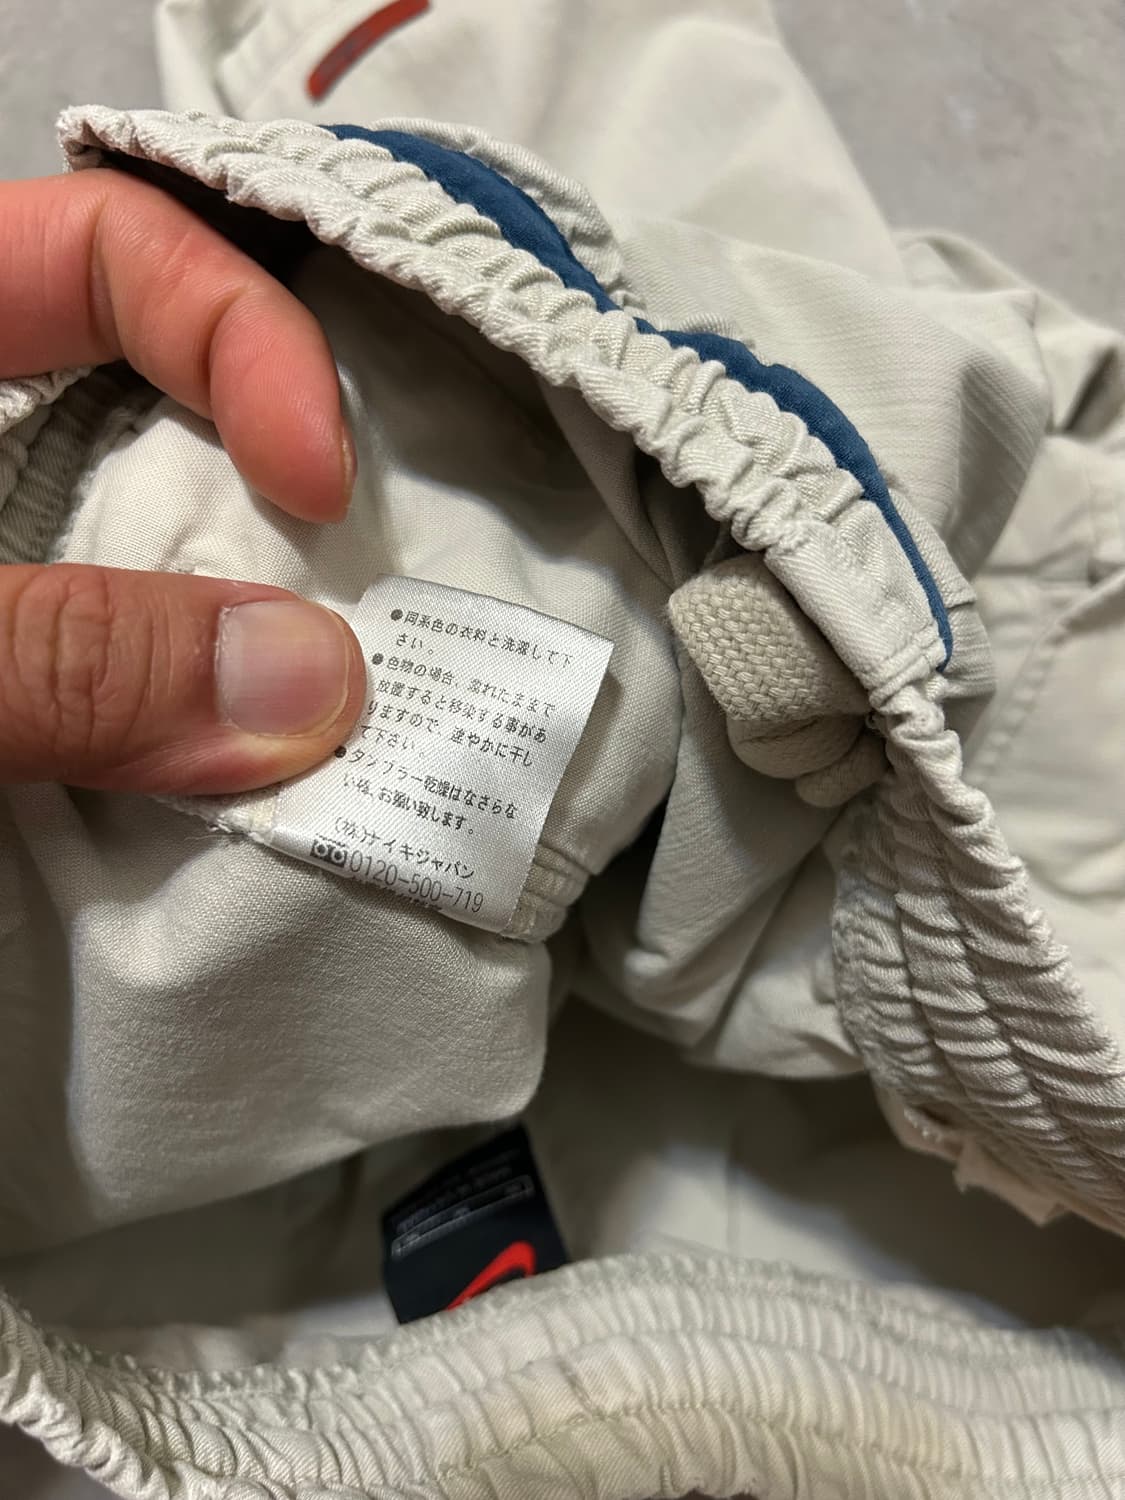 ●同系色の衣料と洗濯して下
さい。
●色物の場合、濡れたままで
放置すると移染する事があ
りますので、速やかに干し
て下さい。
●タンブラー乾燥はなさらな
い様、お願い致します。
(株)ナイキジャパン
0120-500-719